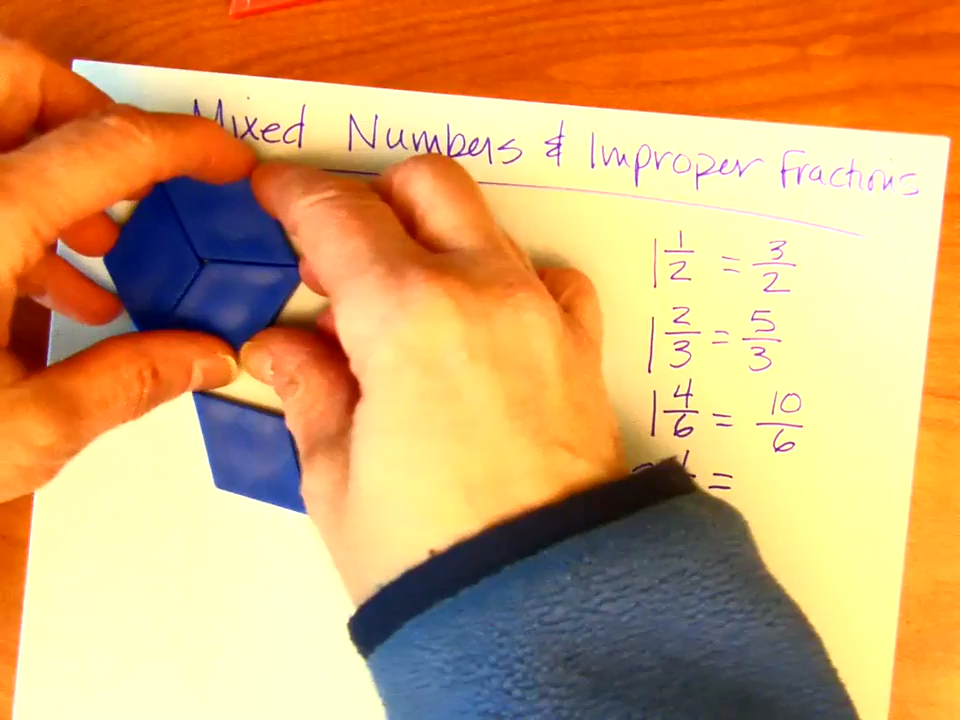 Mixed Numbers & Improper Fractions
1 1/2 = 3/2
1 2/3 = 5/3
1 4/6 = 10/6
=